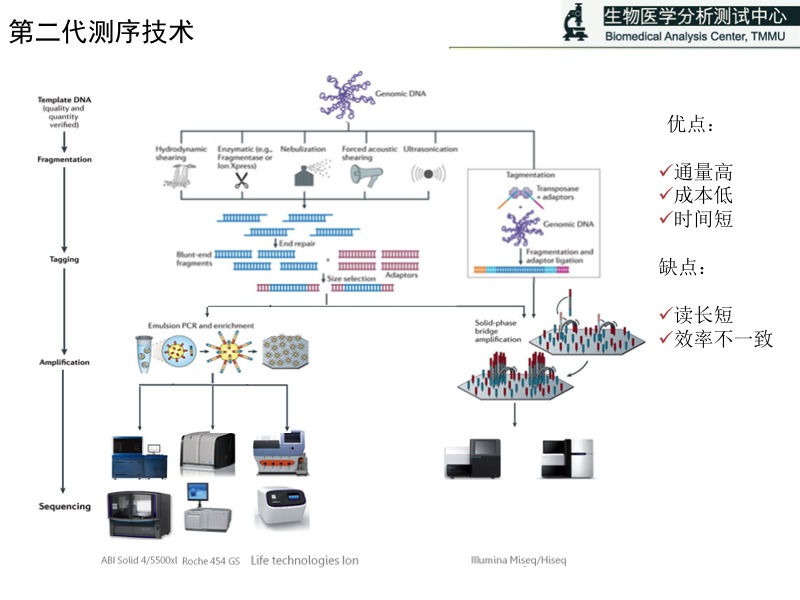 第二代测序技术
生物医学分析测试中心
Biomedical Analysis Center, TMMU
Template DNA
(quality and
quantity
verified)
Genomic DNA
Fragmentation
Hydrodynamic
shearing
Enzymatic (e.g.,
Fragmentase or
Ion Xpress)
Nebulization
Forced acoustic
shearing
Ultrasonication
Tagmentation
Transposase
+ adaptors
+
Genomic DNA
Fragmentation and
adaptor ligation
End repair
Tagging
Blunt-end
fragments
+
Adaptors
Size selection
Emulsion PCR and enrichment
Solid-phase
bridge
amplification
Amplification
Sequencing
ABI Solid 4/5500xl
Roche 454 GS
Life technologies Ion
Illumina Miseq/Hiseq
优点：
✓通量高
✓成本低
✓时间短
缺点：
✓读长短
✓效率不一致